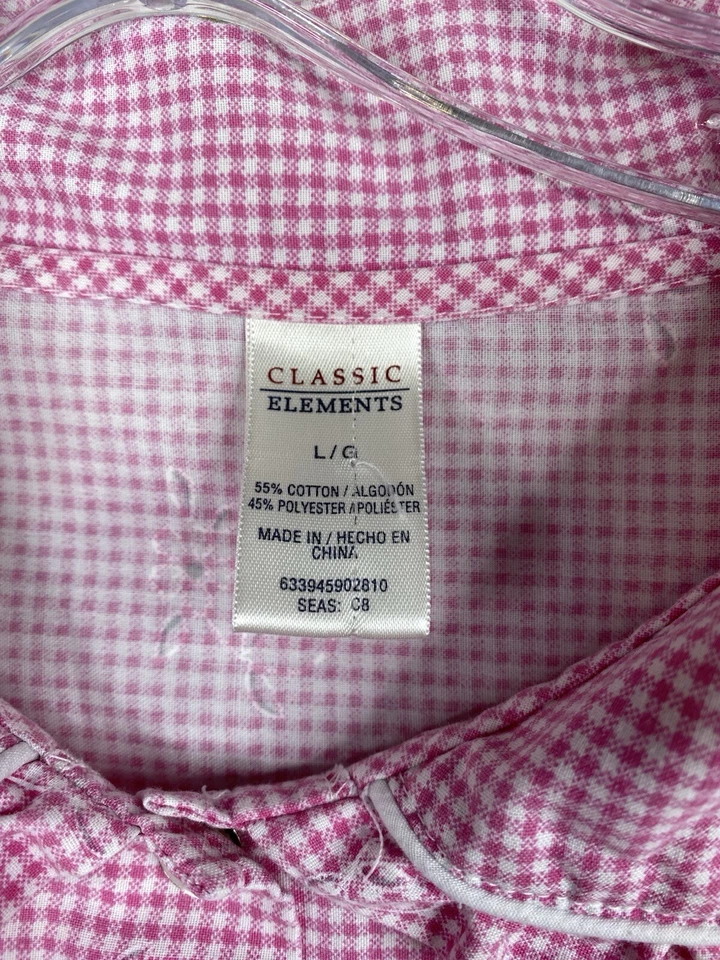 CLASSIC
ELEMENTS
L/G
55% COTTON / ALGODÓN
45% POLYESTER / POLIÉSTER
MADE IN / HECHO EN
CHINA
633945902810
SEAS: C8